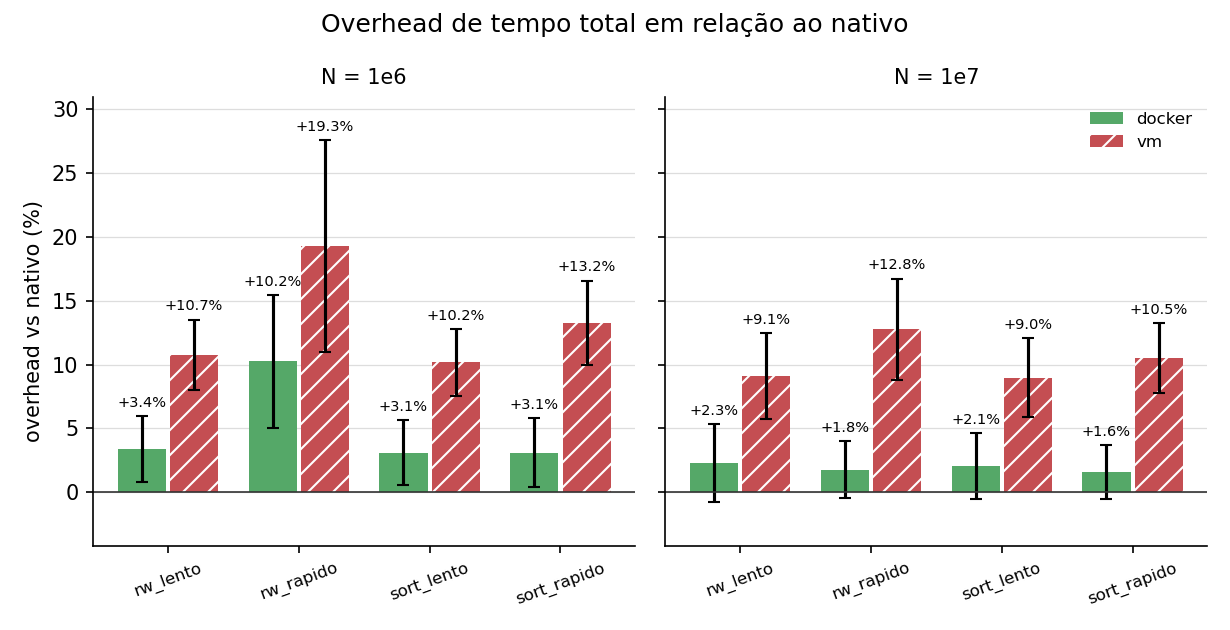 Overhead de tempo total em relação ao nativo
N = 1e6
N = 1e7
overhead vs nativo (%)
30
25
20
15
10
5
0
+3.4%
+10.7%
+10.2%
+19.3%
+3.1%
+10.2%
+3.1%
+13.2%
rw_lento
rw_rapido
sort_lento
sort_rapido
docker
vm
+2.3%
+9.1%
+1.8%
+12.8%
+2.1%
+9.0%
+1.6%
+10.5%
rw_lento
rw_rapido
sort_lento
sort_rapido